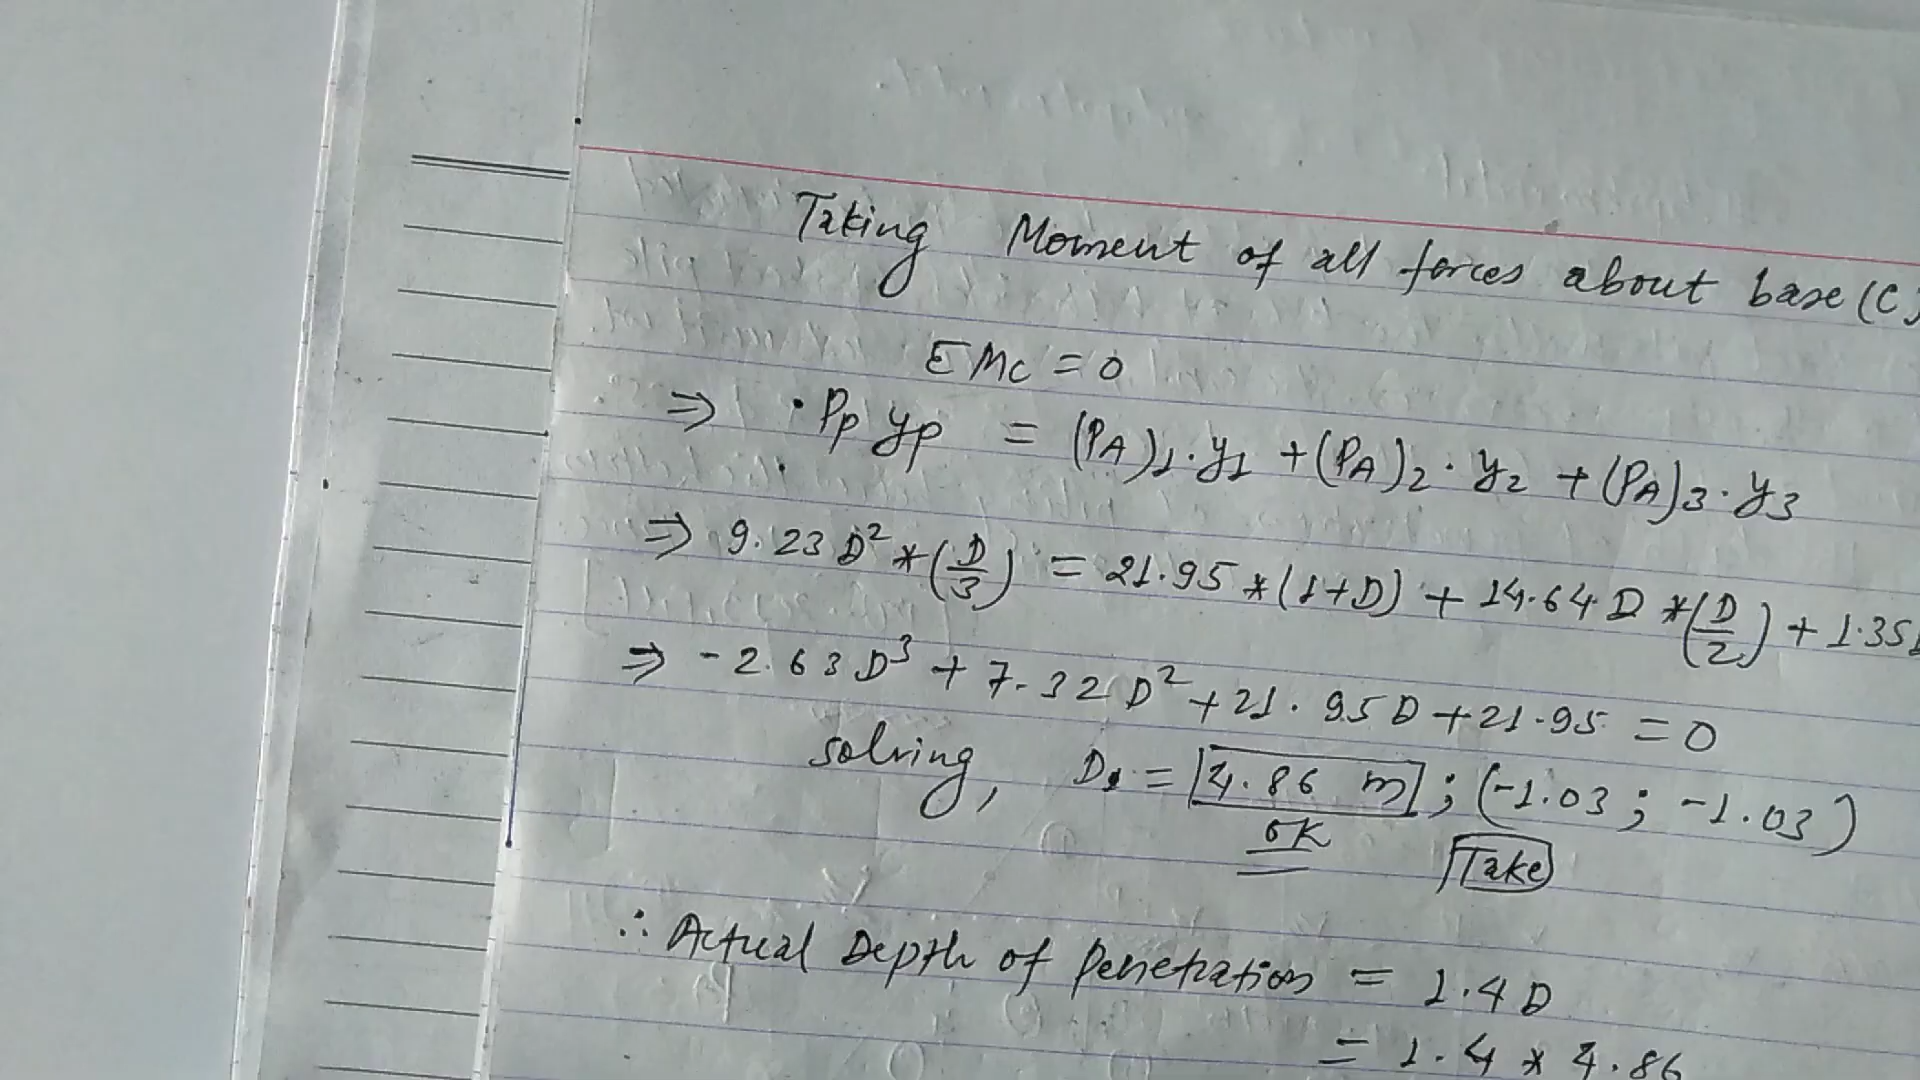 Taking Moment of all forces about base (C)
ΣMc = 0
⇒ Pp yp = (PA)1 · y1 + (PA)2 · y2 + (PA)3 · y3
⇒ 9.23 D² * (D/3) = 21.95 * (1+D) + 14.64 D * (D/2) + 1.35
⇒ -2.63 D³ + 7.32 D² + 21.95 D + 21.95 = 0
solving, D = 4.86 m ; (-1.03 ; -1.03)
OK Take
∴ Actual Depth of Penetration = 1.4 D
= 1.4 * 4.86